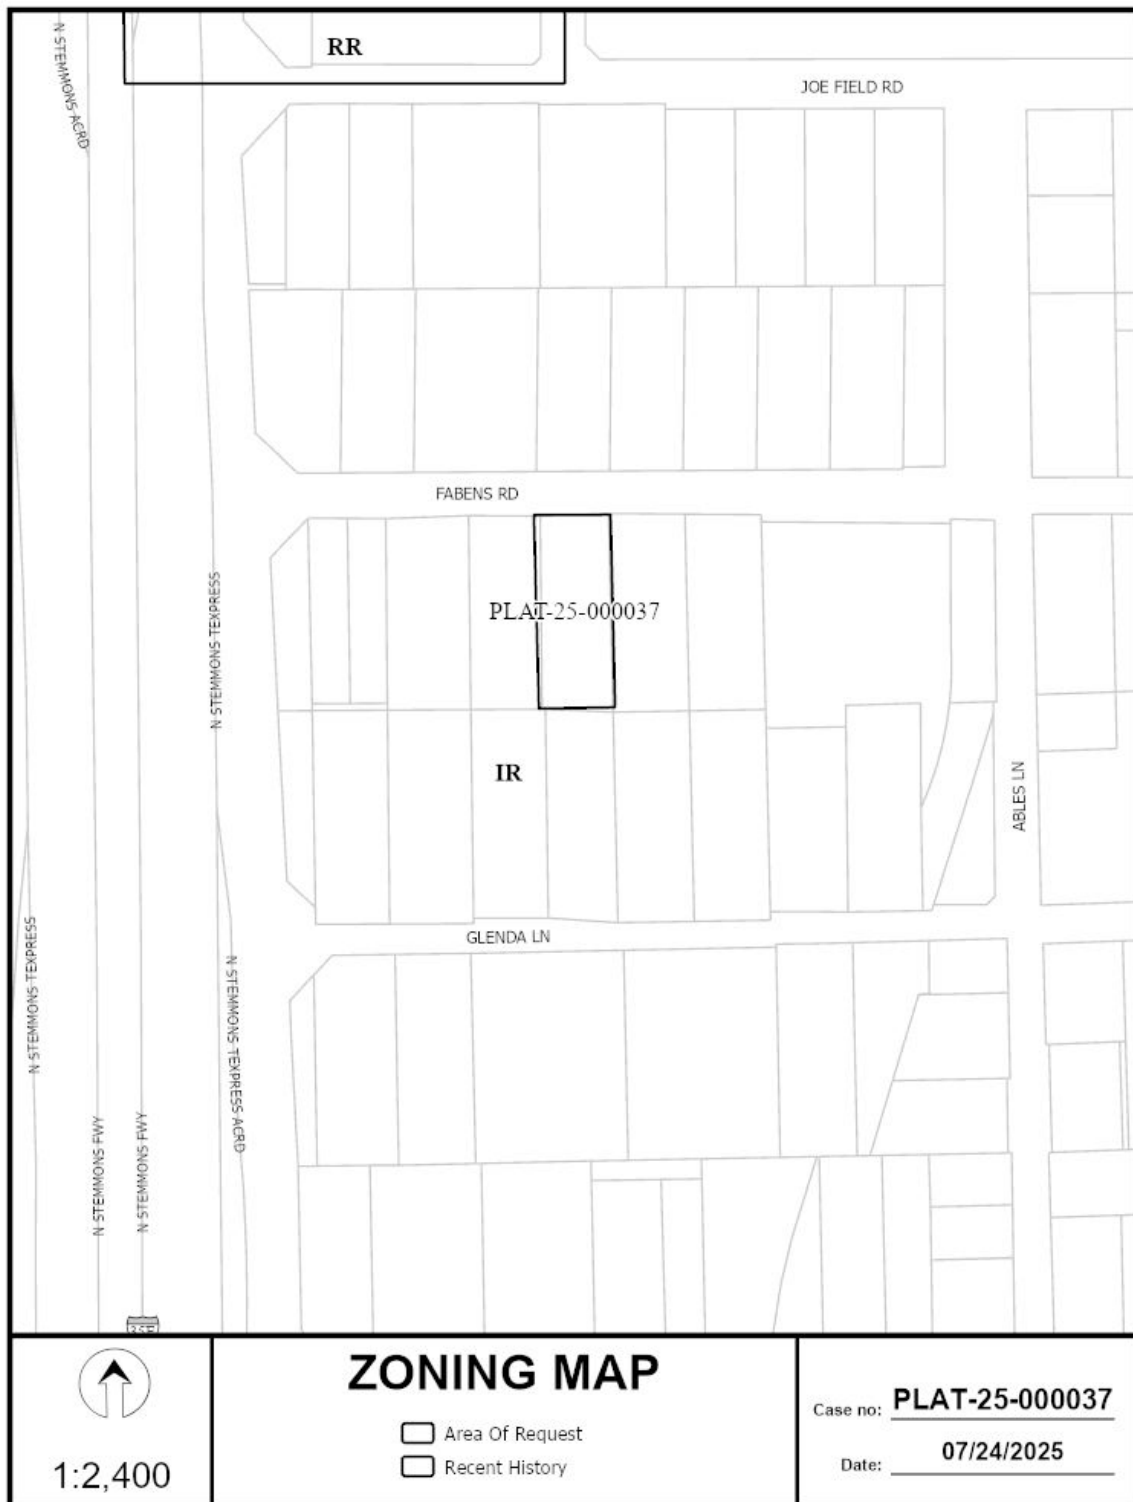 N STEMMONS ACRD
RR
JOE FIELD RD
FABENS RD
N STEMMONS TEXPRESS
PLAT-25-000037
IR
ABLES LN
GLENDA LN
N STEMMONS TEXPRESS
N STEMMONS TEXPRESS ACRD
N STEMMONS FWY
N STEMMONS FWY
ZONING MAP
Area Of Request
Recent History
1:2,400
Case no: PLAT-25-000037
Date: 07/24/2025